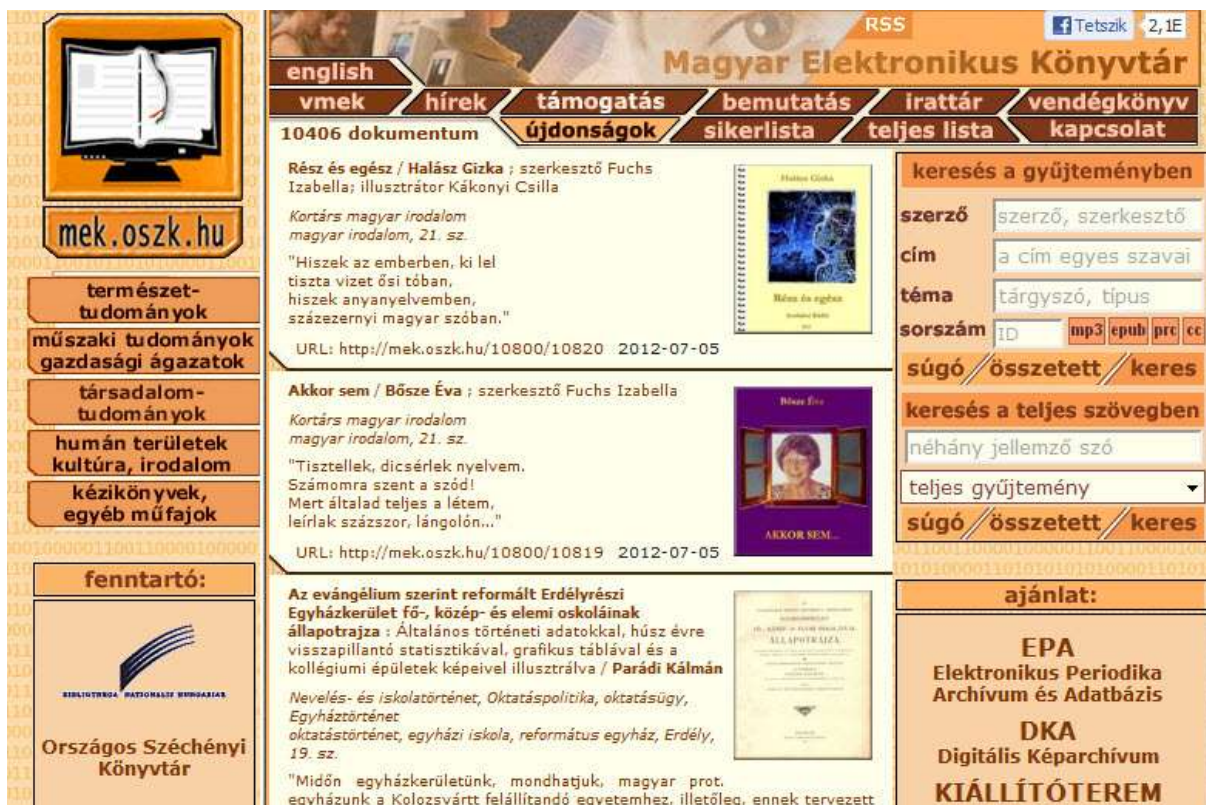 RSS
Tetszik 2,1E
Magyar Elektronikus Könyvtár
english
vmek hírek támogatás bemutatás irattár vendégkönyv
10406 dokumentum újdonságok sikerlista teljes lista kapcsolat
mek.oszk.hu
természet-
tudományok
műszaki tudományok
gazdasági ágazatok
társadalom-
tudományok
humán területek
kultúra, irodalom
kézikönyvek,
egyéb műfajok
fenntartó:
BIBLIOTHECA NATIONALIS HUNGARIAE
Országos Széchényi
Könyvtár
Rész és egész / Halász Gizka ; szerkesztő Fuchs
Izabella; illusztrátor Kákonyi Csilla
Kortárs magyar irodalom
magyar irodalom, 21. sz.
"Hiszek az emberben, ki lel
tiszta vizet ősi tóban,
hiszek anyanyelvemben,
százezernyi magyar szóban."
URL: http://mek.oszk.hu/10800/10820 2012-07-05
Halász Gizka
Rész és egész
Akkor sem / Bősze Éva ; szerkesztő Fuchs Izabella
Kortárs magyar irodalom
magyar irodalom, 21. sz.
"Tisztellek, dicsérlek nyelvem.
Számomra szent a szód!
Mert általad teljes a létem,
leírlak százszor, lángolón..."
URL: http://mek.oszk.hu/10800/10819 2012-07-05
Bősze Éva
AKKOR SEM...
Az evángélium szerint reformált Erdélyrészi
Egyházkerület fő-, közép- és elemi oskoláinak
állapotrajza : Általános történeti adatokkal, húsz évre
visszapillantó statisztikával, grafikus táblával és a
kollégiumi épületek képeivel illusztrálva / Parádi Kálmán
Nevelés- és iskolatörténet, Oktatáspolitika, oktatásügy,
Egyháztörténet
oktatástörténet, egyházi iskola, református egyház, Erdély,
19. sz.
"Midőn egyházkerületünk, mondhatjuk, magyar prot.
egyházunk a Kolozsvártt felállítandó egyetemhez, illetőleg, ennek tervezett
ÁLLAPOTRAJZA
keresés a gyűjteményben
szerző szerző, szerkesztő
cím a cím egyes szavai
téma tárgyszó, típus
sorszám ID mp3 epub prc cc
súgó összetett keres
keresés a teljes szövegben
néhány jellemző szó
teljes gyűjtemény
súgó összetett keres
ajánlat:
EPA
Elektronikus Periodika
Archívum és Adatbázis
DKA
Digitális Képarchívum
KIÁLLÍTÓTEREM